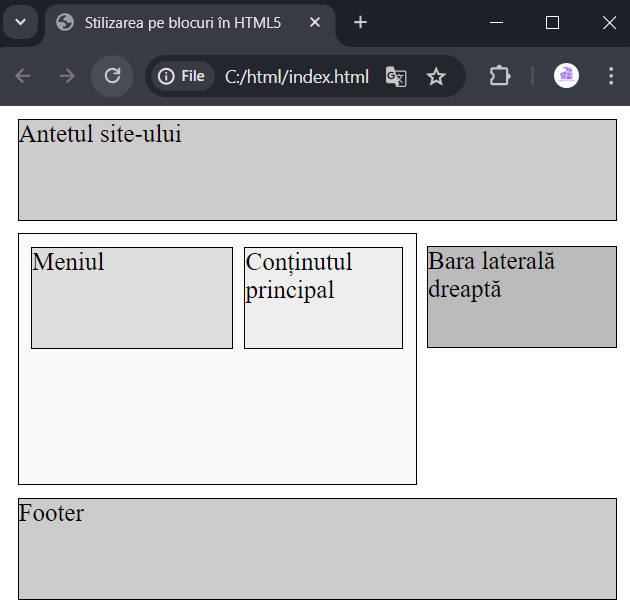 Stilizarea pe blocuri în HTML5
File
C:/html/index.html
Antetul site-ului
Meniul
Conținutul
principal
Bara laterală
dreaptă
Footer